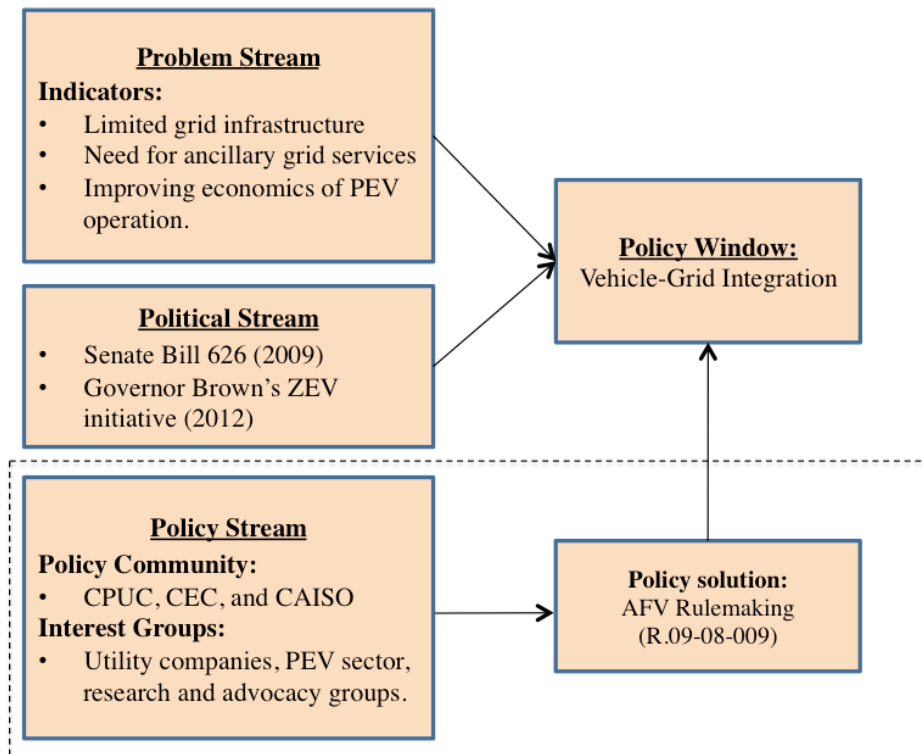 Problem Stream
Indicators:
• Limited grid infrastructure
• Need for ancillary grid services
• Improving economics of PEV
operation.
Policy Window:
Vehicle-Grid Integration
Political Stream
• Senate Bill 626 (2009)
• Governor Brown’s ZEV
initiative (2012)
Policy Stream
Policy Community:
• CPUC, CEC, and CAISO
Interest Groups:
• Utility companies, PEV sector,
research and advocacy groups.
Policy solution:
AFV Rulemaking
(R.09-08-009)